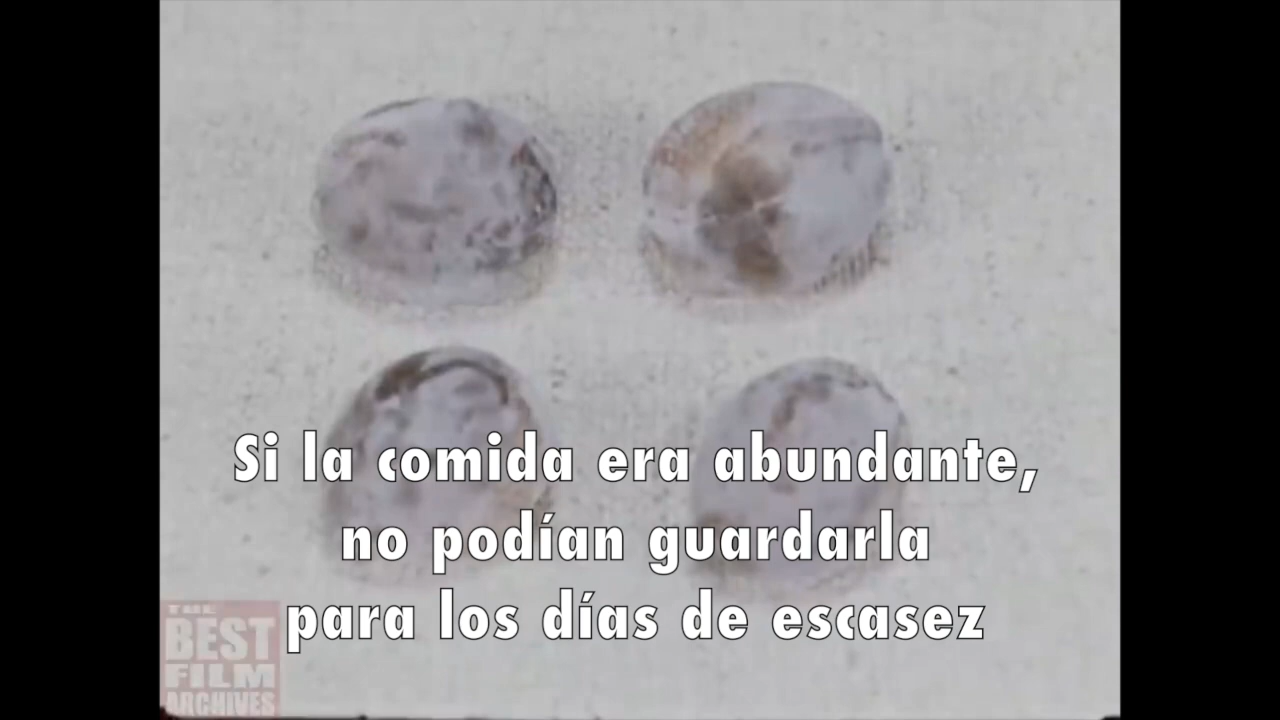 Si la comida era abundante,
no podían guardarla
para los días de escasez
THE
BEST
FILM
ARCHIVES